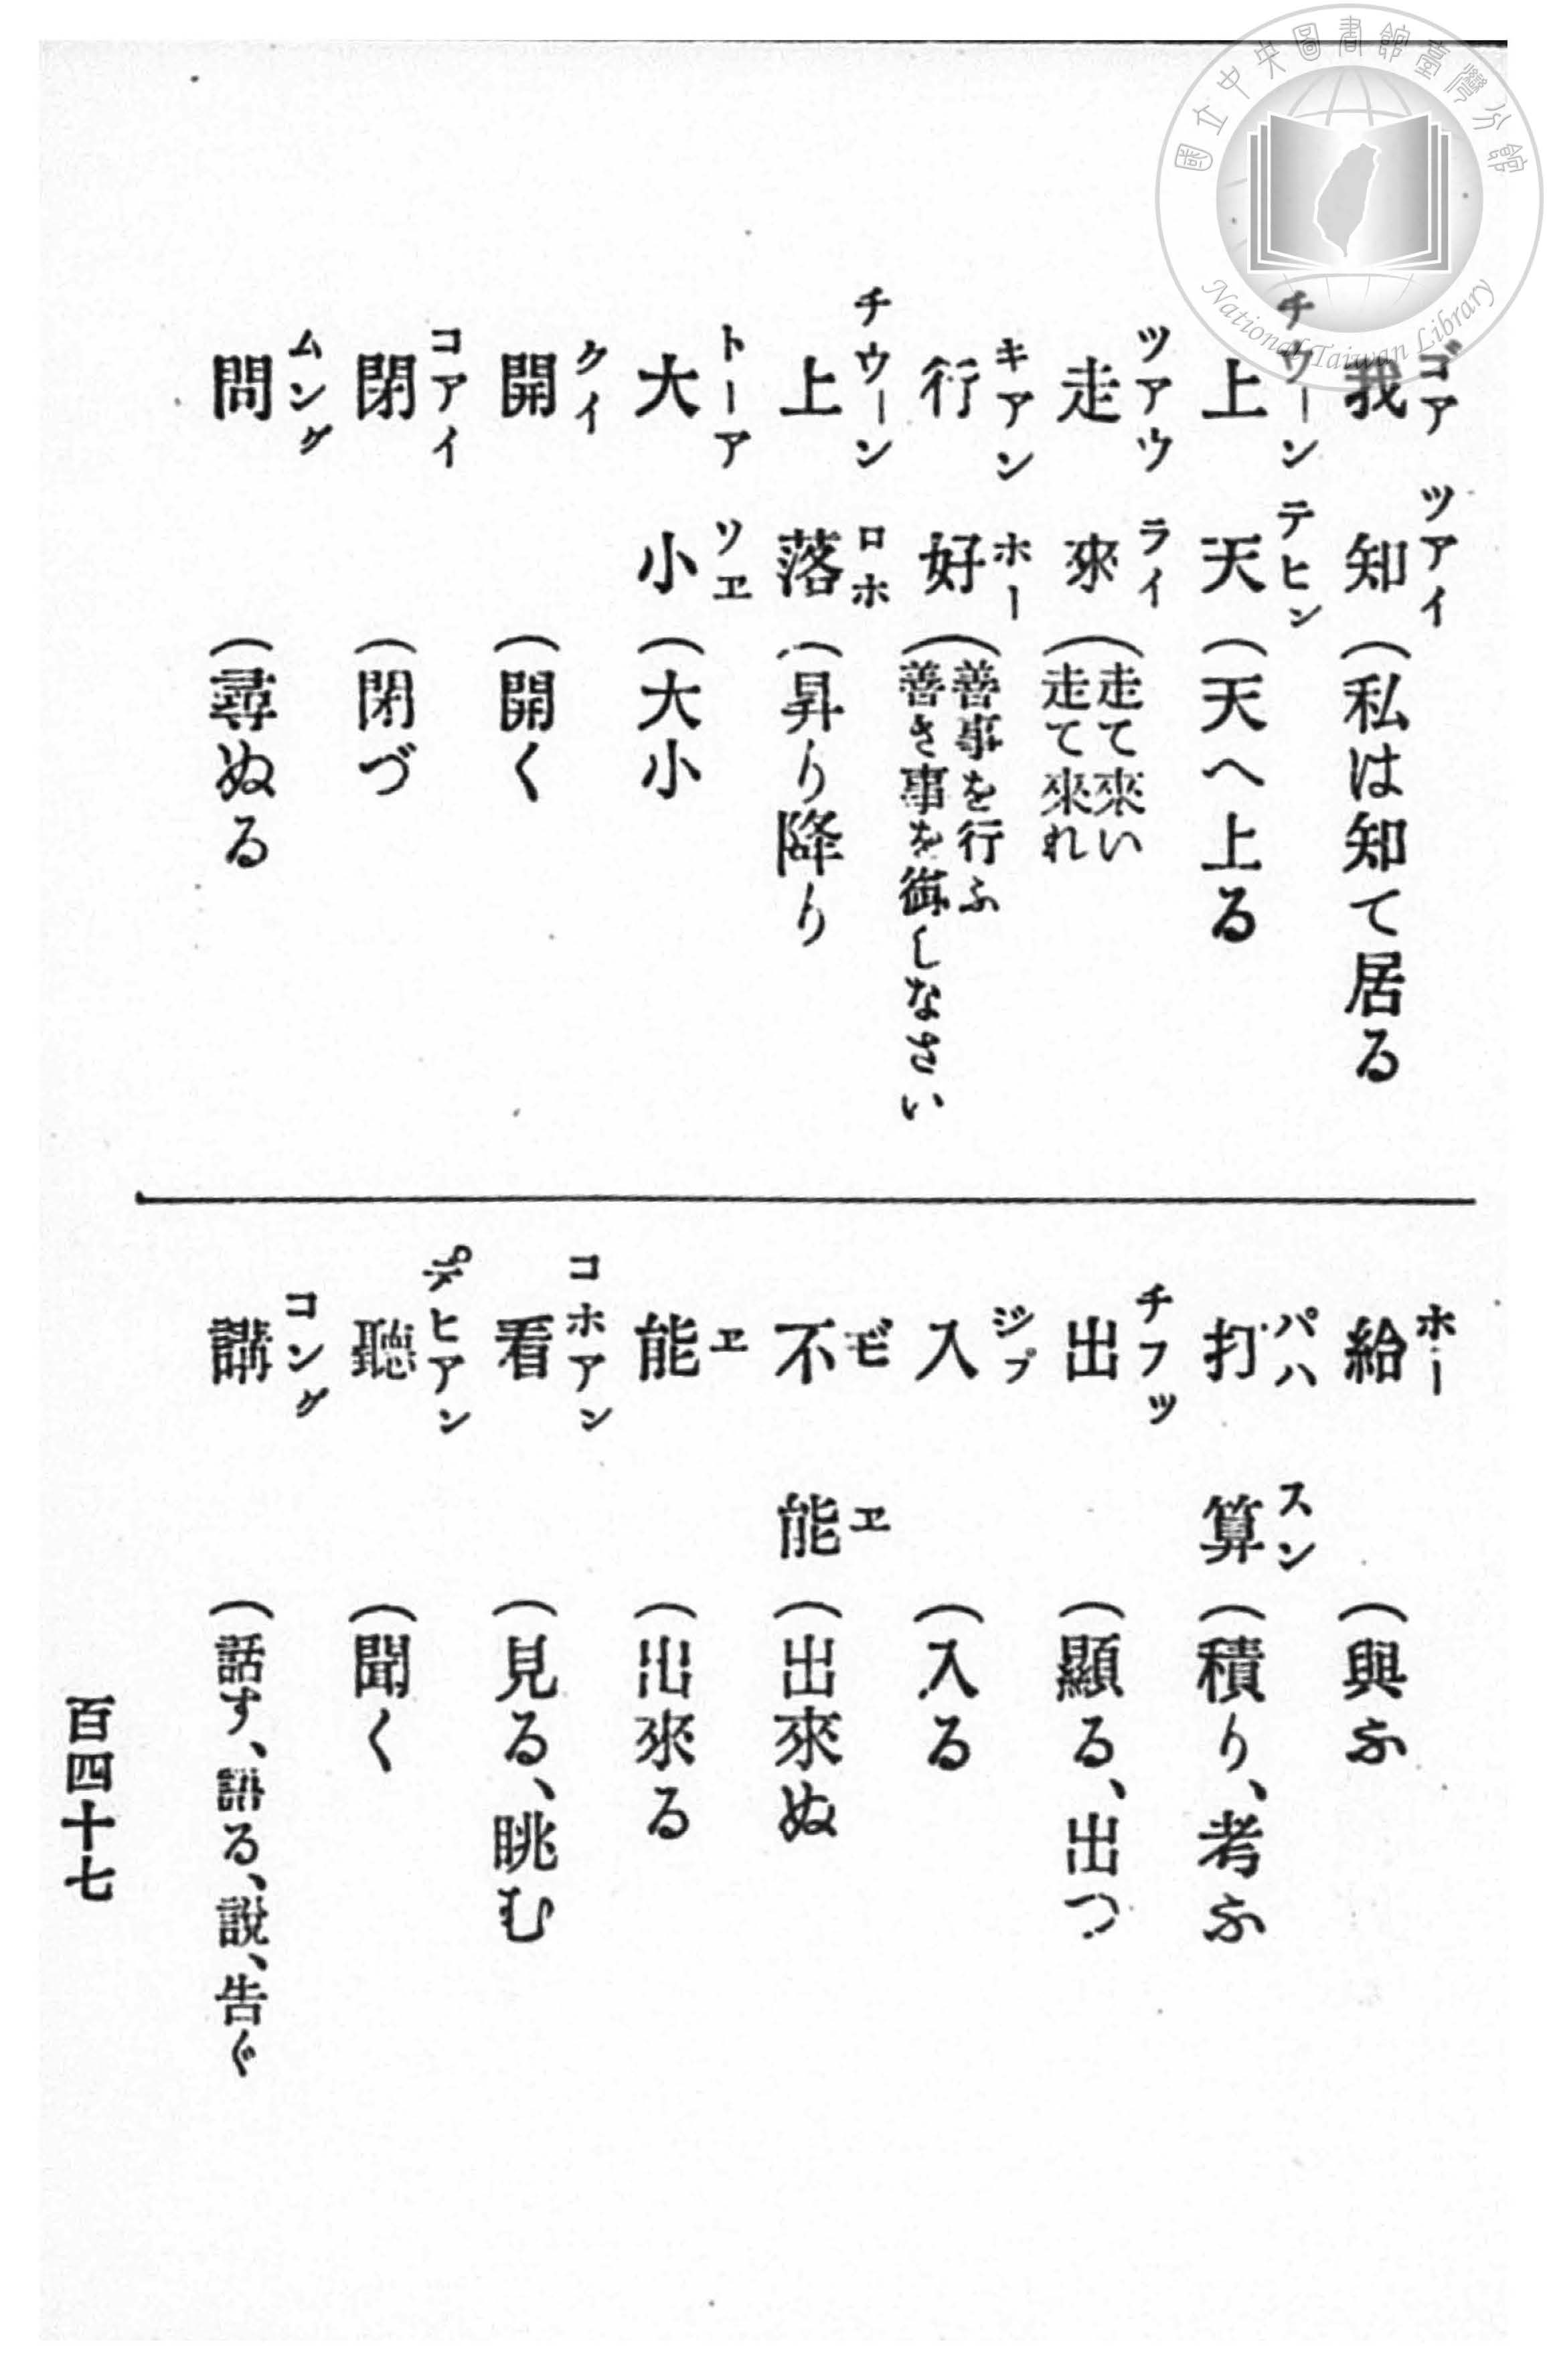 國立中央圖書館臺灣分館
National Taiwan Library
ゴア ツアイ
我知(私は知て居る
チウーン テヒン
上天(天へ上る
ツアウ ライ
走來(走て來い
走て來れ
キアン ホー
行好(善事を行ふ
善き事を御しなさい
チウーン ロホ
上落(昇り降り
トーア ソヱ
大小(大小
クイ
開(開く
コアイ
閉(閉づ
ムング
問(尋ぬる
ホー
給(與ふ
パハ スン
打算(積り、考ふ
チフッ
出(顯る、出つ
ジプ
入(入る
モヱ
不能(出來ぬ
ヱ
能(出來る
コホアン
看(見る、眺む
ヒアン
聽(聞く
コング
講(話す、語る、說、告ぐ
百四十七